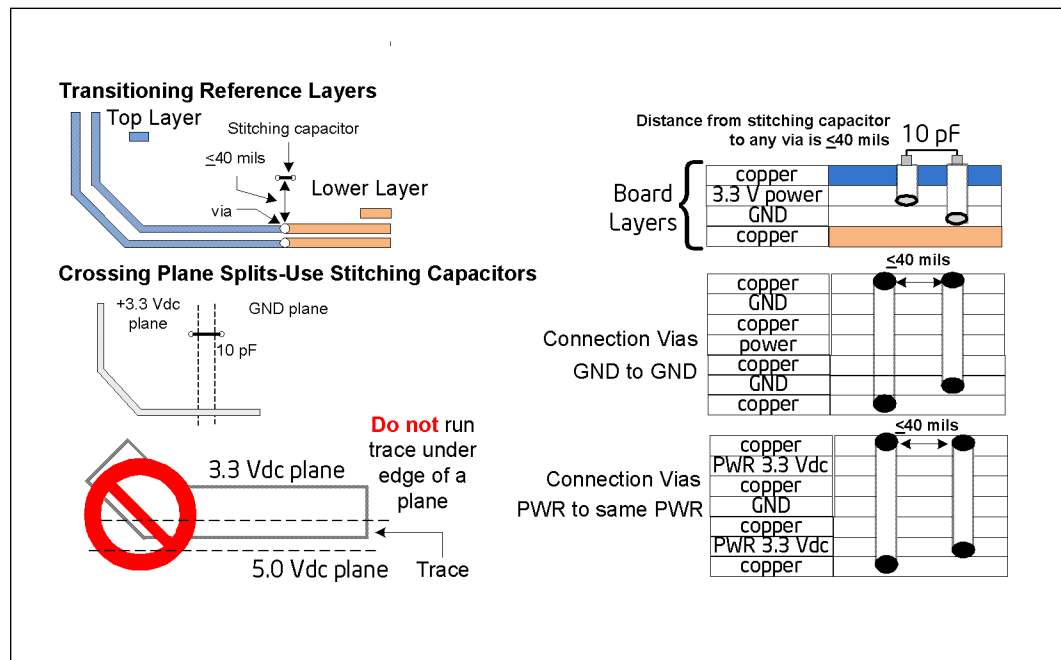 Transitioning Reference Layers
Top Layer
Stitching capacitor
≤40 mils
Lower Layer
via
Crossing Plane Splits-Use Stitching Capacitors
+3.3 Vdc
plane
GND plane
10 pF
Do not run
trace under
edge of a
plane
3.3 Vdc plane
5.0 Vdc plane
Trace
Distance from stitching capacitor
to any via is ≤40 mils
10 pF
Board
Layers
copper
3.3 V power
GND
copper
≤40 mils
Connection Vias
GND to GND
copper
GND
copper
power
copper
GND
copper
≤40 mils
Connection Vias
PWR to same PWR
copper
PWR 3.3 Vdc
copper
GND
copper
PWR 3.3 Vdc
copper